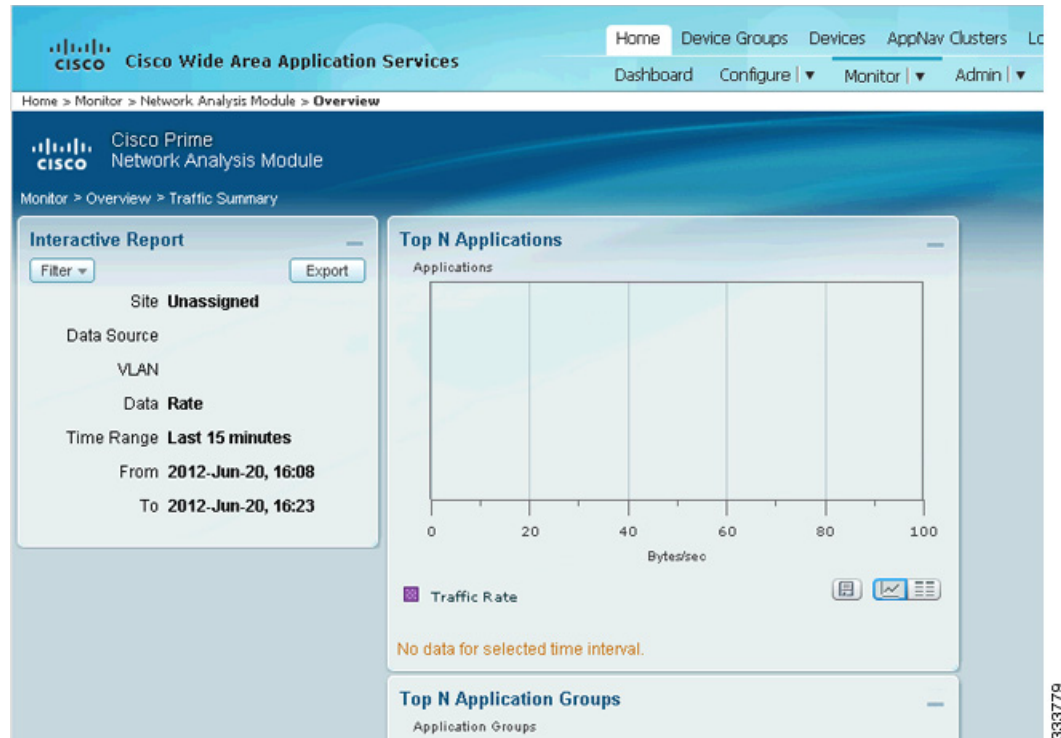 Home Device Groups Devices AppNav Clusters Lo
CISCO Cisco Wide Area Application Services
Dashboard Configure | ▼ Monitor | ▼ Admin | ▼
Home > Monitor > Network Analysis Module > Overview
CISCO
Cisco Prime
Network Analysis Module
Monitor > Overview > Traffic Summary
Interactive Report
Filter
Export
Site Unassigned
Data Source
VLAN
Data Rate
Time Range Last 15 minutes
From 2012-Jun-20, 16:08
To 2012-Jun-20, 16:23
Top N Applications
Applications
0 20 40 60 80 100
Bytes/sec
Traffic Rate
No data for selected time interval.
Top N Application Groups
Application Groups
333779